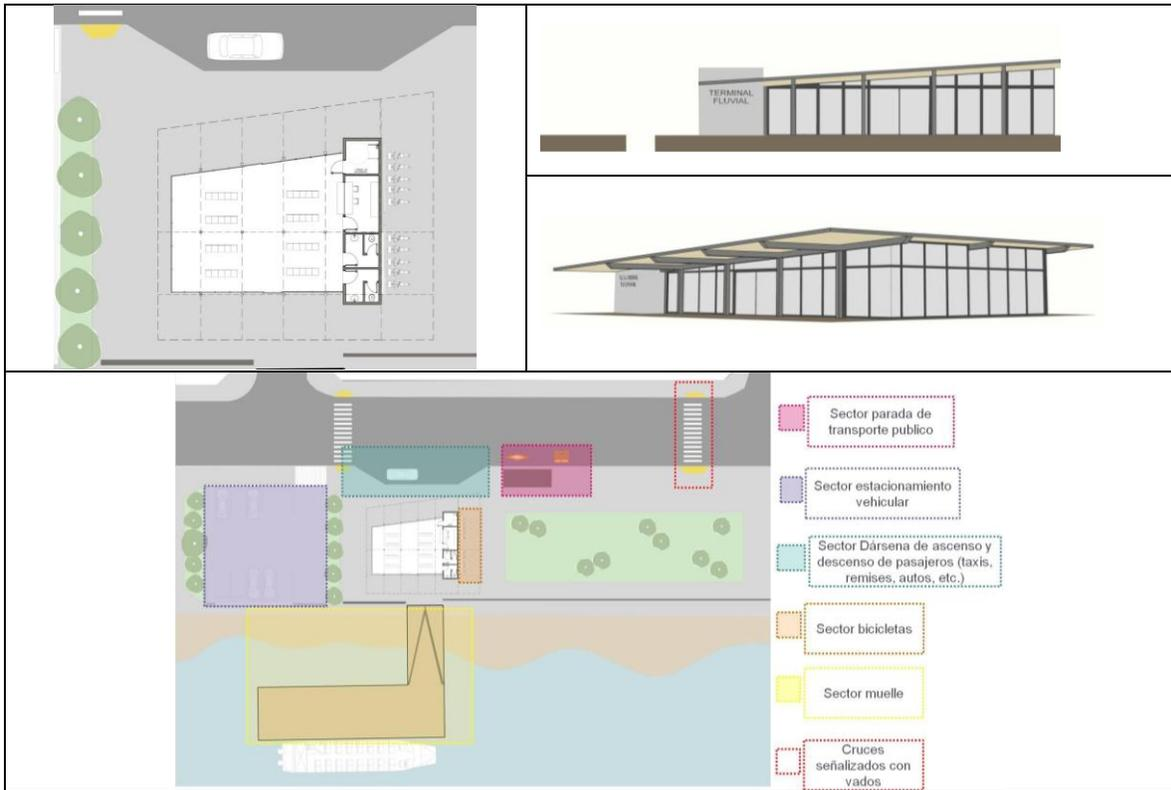 TERMINAL
FLUVIAL
Sector parada de
transporte publico
Sector estacionamiento
vehicular
Sector Dársena de ascenso y
descenso de pasajeros (taxis,
remises, autos, etc.)
Sector bicicletas
Sector muelle
Cruces
señalizados con
vados